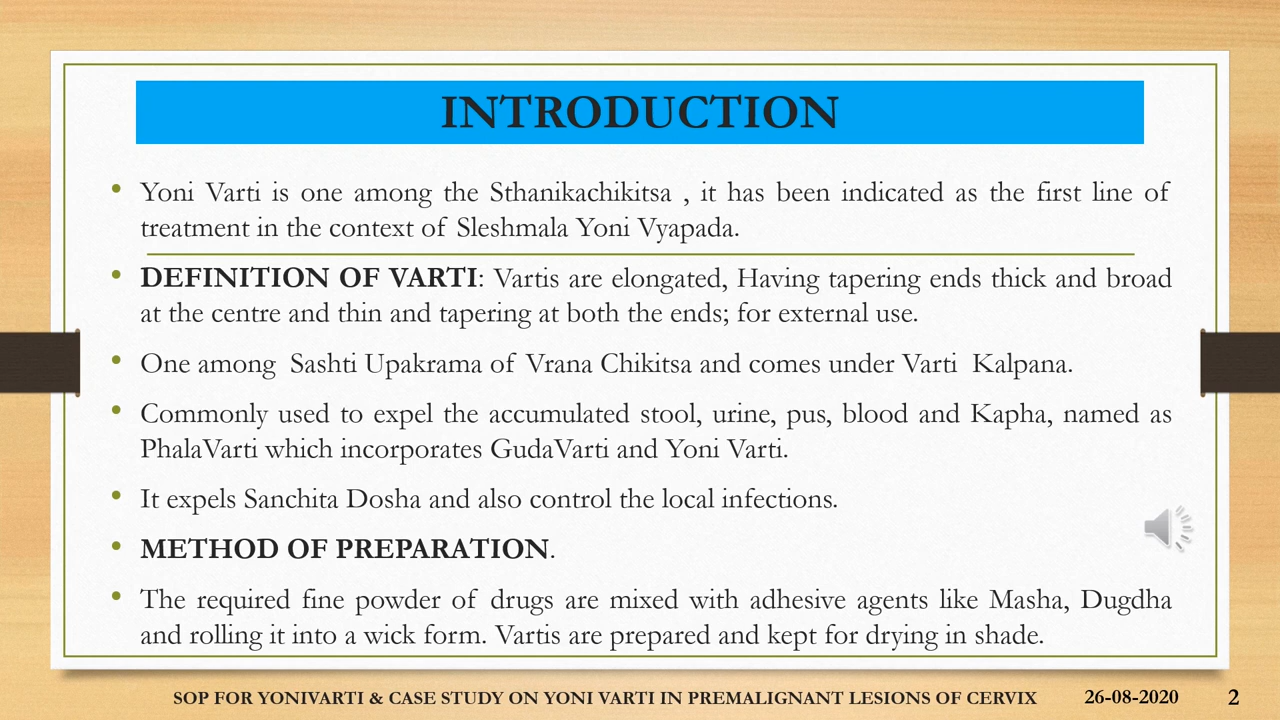 INTRODUCTION
• Yoni Varti is one among the Sthanikachikitsa , it has been indicated as the first line of
treatment in the context of Sleshmala Yoni Vyapada.
• DEFINITION OF VARTI: Vartis are elongated, Having tapering ends thick and broad
at the centre and thin and tapering at both the ends; for external use.
• One among Sashti Upakrama of Vrana Chikitsa and comes under Varti Kalpana.
• Commonly used to expel the accumulated stool, urine, pus, blood and Kapha, named as
PhalaVarti which incorporates GudaVarti and Yoni Varti.
• It expels Sanchita Dosha and also control the local infections.
• METHOD OF PREPARATION.
• The required fine powder of drugs are mixed with adhesive agents like Masha, Dugdha
and rolling it into a wick form. Vartis are prepared and kept for drying in shade.
SOP FOR YONIVARTI & CASE STUDY ON YONI VARTI IN PREMALIGNANT LESIONS OF CERVIX 26-08-2020 2